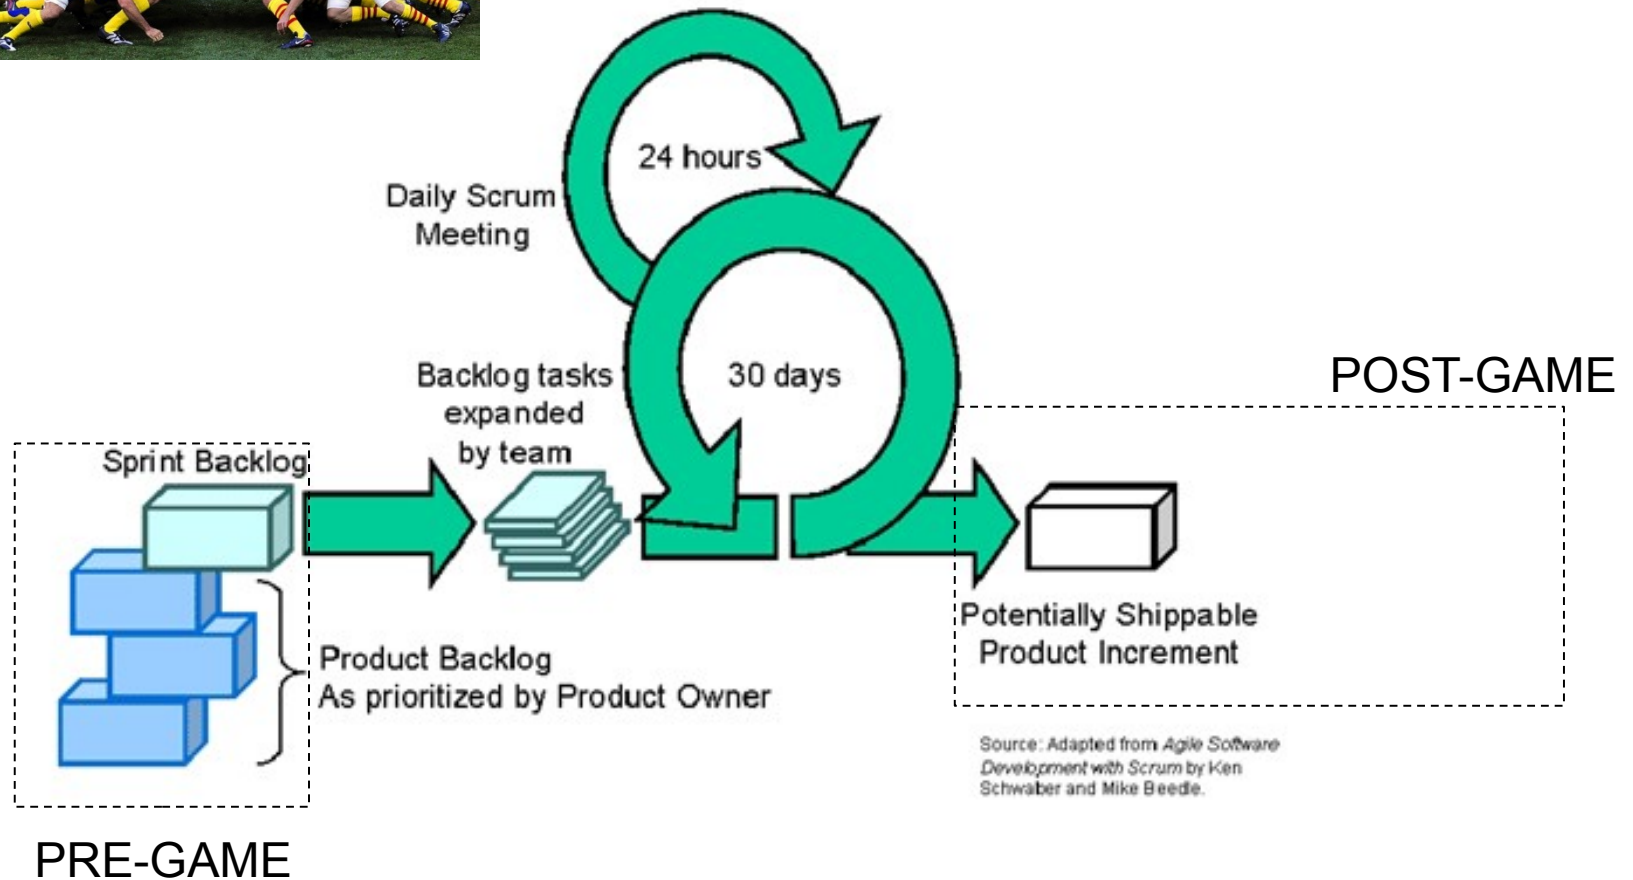 24 hours
Daily Scrum
Meeting
Backlog tasks
expanded
by team
30 days
POST-GAME
Sprint Backlog
Potentially Shippable
Product Increment
Product Backlog
As prioritized by Product Owner
Source: Adapted from Agile Software
Development with Scrum by Ken
Schwaber and Mike Beedle.
PRE-GAME